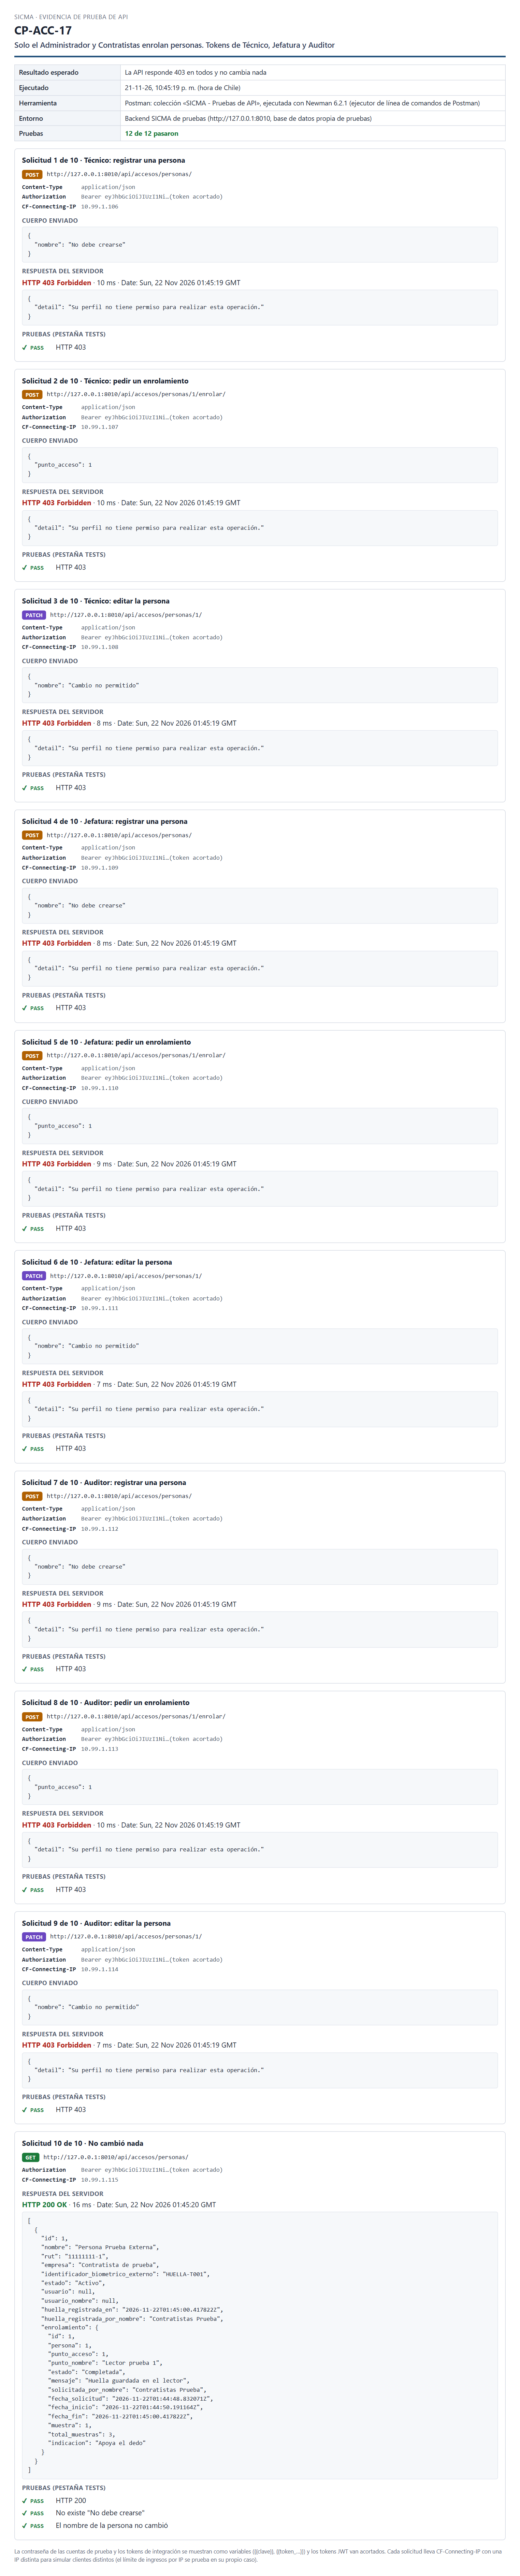 SICMA · EVIDENCIA DE PRUEBA DE API
CP-ACC-17
Solo el Administrador y Contratistas enrolan personas. Tokens de Técnico, Jefatura y Auditor
Resultado esperado La API responde 403 en todos y no cambia nada
Ejecutado 21-11-26, 10:45:19 p. m. (hora de Chile)
Herramienta Postman: colección «SICMA - Pruebas de API», ejecutada con Newman 6.2.1 (ejecutor de línea de comandos de Postman)
Entorno Backend SICMA de pruebas (http://127.0.0.1:8010, base de datos propia de pruebas)
Pruebas 12 de 12 pasaron
Solicitud 1 de 10 · Técnico: registrar una persona
POST http://127.0.0.1:8010/api/accesos/personas/
Content-Type application/json
Authorization Bearer eyJhbGciOiJIUzI1Ni…(token acortado)
CF-Connecting-IP 10.99.1.106
CUERPO ENVIADO
{
"nombre": "No debe crearse"
}
RESPUESTA DEL SERVIDOR
HTTP 403 Forbidden · 10 ms · Date: Sun, 22 Nov 2026 01:45:19 GMT
{
"detail": "Su perfil no tiene permiso para realizar esta operación."
}
PRUEBAS (PESTAÑA TESTS)
✓ PASS HTTP 403
Solicitud 2 de 10 · Técnico: pedir un enrolamiento
POST http://127.0.0.1:8010/api/accesos/personas/1/enrolar/
Content-Type application/json
Authorization Bearer eyJhbGciOiJIUzI1Ni…(token acortado)
CF-Connecting-IP 10.99.1.107
CUERPO ENVIADO
{
"punto_acceso": 1
}
RESPUESTA DEL SERVIDOR
HTTP 403 Forbidden · 10 ms · Date: Sun, 22 Nov 2026 01:45:19 GMT
{
"detail": "Su perfil no tiene permiso para realizar esta operación."
}
PRUEBAS (PESTAÑA TESTS)
✓ PASS HTTP 403
Solicitud 3 de 10 · Técnico: editar la persona
PATCH http://127.0.0.1:8010/api/accesos/personas/1/
Content-Type application/json
Authorization Bearer eyJhbGciOiJIUzI1Ni…(token acortado)
CF-Connecting-IP 10.99.1.108
CUERPO ENVIADO
{
"nombre": "Cambio no permitido"
}
RESPUESTA DEL SERVIDOR
HTTP 403 Forbidden · 8 ms · Date: Sun, 22 Nov 2026 01:45:19 GMT
{
"detail": "Su perfil no tiene permiso para realizar esta operación."
}
PRUEBAS (PESTAÑA TESTS)
✓ PASS HTTP 403
Solicitud 4 de 10 · Jefatura: registrar una persona
POST http://127.0.0.1:8010/api/accesos/personas/
Content-Type application/json
Authorization Bearer eyJhbGciOiJIUzI1Ni…(token acortado)
CF-Connecting-IP 10.99.1.109
CUERPO ENVIADO
{
"nombre": "No debe crearse"
}
RESPUESTA DEL SERVIDOR
HTTP 403 Forbidden · 8 ms · Date: Sun, 22 Nov 2026 01:45:19 GMT
{
"detail": "Su perfil no tiene permiso para realizar esta operación."
}
PRUEBAS (PESTAÑA TESTS)
✓ PASS HTTP 403
Solicitud 5 de 10 · Jefatura: pedir un enrolamiento
POST http://127.0.0.1:8010/api/accesos/personas/1/enrolar/
Content-Type application/json
Authorization Bearer eyJhbGciOiJIUzI1Ni…(token acortado)
CF-Connecting-IP 10.99.1.110
CUERPO ENVIADO
{
"punto_acceso": 1
}
RESPUESTA DEL SERVIDOR
HTTP 403 Forbidden · 9 ms · Date: Sun, 22 Nov 2026 01:45:19 GMT
{
"detail": "Su perfil no tiene permiso para realizar esta operación."
}
PRUEBAS (PESTAÑA TESTS)
✓ PASS HTTP 403
Solicitud 6 de 10 · Jefatura: editar la persona
PATCH http://127.0.0.1:8010/api/accesos/personas/1/
Content-Type application/json
Authorization Bearer eyJhbGciOiJIUzI1Ni…(token acortado)
CF-Connecting-IP 10.99.1.111
CUERPO ENVIADO
{
"nombre": "Cambio no permitido"
}
RESPUESTA DEL SERVIDOR
HTTP 403 Forbidden · 7 ms · Date: Sun, 22 Nov 2026 01:45:19 GMT
{
"detail": "Su perfil no tiene permiso para realizar esta operación."
}
PRUEBAS (PESTAÑA TESTS)
✓ PASS HTTP 403
Solicitud 7 de 10 · Auditor: registrar una persona
POST http://127.0.0.1:8010/api/accesos/personas/
Content-Type application/json
Authorization Bearer eyJhbGciOiJIUzI1Ni…(token acortado)
CF-Connecting-IP 10.99.1.112
CUERPO ENVIADO
{
"nombre": "No debe crearse"
}
RESPUESTA DEL SERVIDOR
HTTP 403 Forbidden · 9 ms · Date: Sun, 22 Nov 2026 01:45:19 GMT
{
"detail": "Su perfil no tiene permiso para realizar esta operación."
}
PRUEBAS (PESTAÑA TESTS)
✓ PASS HTTP 403
Solicitud 8 de 10 · Auditor: pedir un enrolamiento
POST http://127.0.0.1:8010/api/accesos/personas/1/enrolar/
Content-Type application/json
Authorization Bearer eyJhbGciOiJIUzI1Ni…(token acortado)
CF-Connecting-IP 10.99.1.113
CUERPO ENVIADO
{
"punto_acceso": 1
}
RESPUESTA DEL SERVIDOR
HTTP 403 Forbidden · 10 ms · Date: Sun, 22 Nov 2026 01:45:19 GMT
{
"detail": "Su perfil no tiene permiso para realizar esta operación."
}
PRUEBAS (PESTAÑA TESTS)
✓ PASS HTTP 403
Solicitud 9 de 10 · Auditor: editar la persona
PATCH http://127.0.0.1:8010/api/accesos/personas/1/
Content-Type application/json
Authorization Bearer eyJhbGciOiJIUzI1Ni…(token acortado)
CF-Connecting-IP 10.99.1.114
CUERPO ENVIADO
{
"nombre": "Cambio no permitido"
}
RESPUESTA DEL SERVIDOR
HTTP 403 Forbidden · 7 ms · Date: Sun, 22 Nov 2026 01:45:19 GMT
{
"detail": "Su perfil no tiene permiso para realizar esta operación."
}
PRUEBAS (PESTAÑA TESTS)
✓ PASS HTTP 403
Solicitud 10 de 10 · No cambió nada
GET http://127.0.0.1:8010/api/accesos/personas/
Authorization Bearer eyJhbGciOiJIUzI1Ni…(token acortado)
CF-Connecting-IP 10.99.1.115
RESPUESTA DEL SERVIDOR
HTTP 200 OK · 16 ms · Date: Sun, 22 Nov 2026 01:45:20 GMT
[
{
"id": 1,
"nombre": "Persona Prueba Externa",
"rut": "11111111-1",
"empresa": "Contratista de prueba",
"identificador_biometrico_externo": "HUELLA-T001",
"estado": "Activo",
"usuario": null,
"usuario_nombre": null,
"huella_registrada_en": "2026-11-22T01:45:00.417822Z",
"huella_registrada_por_nombre": "Contratistas Prueba",
"enrolamiento": {
"id": 1,
"persona": 1,
"punto_acceso": 1,
"punto_nombre": "Lector prueba 1",
"estado": "Completada",
"mensaje": "Huella guardada en el lector",
"solicitada_por_nombre": "Contratistas Prueba",
"fecha_solicitud": "2026-11-22T01:44:48.832071Z",
"fecha_inicio": "2026-11-22T01:44:50.191164Z",
"fecha_fin": "2026-11-22T01:45:00.417822Z",
"muestra": 1,
"total_muestras": 3,
"indicacion": "Apoya el dedo"
}
}
]
PRUEBAS (PESTAÑA TESTS)
✓ PASS HTTP 200
✓ PASS No existe "No debe crearse"
✓ PASS El nombre de la persona no cambió
La contraseña de las cuentas de prueba y los tokens de integración se muestran como variables ({{clave}}, {{token_…}}) y los tokens JWT van acortados. Cada solicitud lleva CF-Connecting-IP con una
IP distinta para simular clientes distintos (el límite de ingresos por IP se prueba en su propio caso).